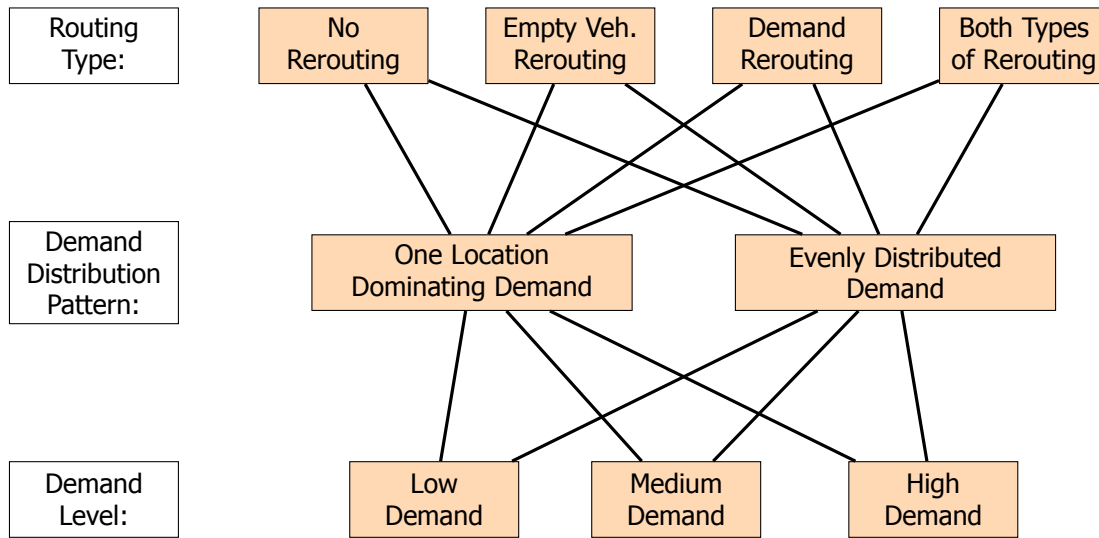 Routing
Type:
No
Rerouting
Empty Veh.
Rerouting
Demand
Rerouting
Both Types
of Rerouting
Demand
Distribution
Pattern:
One Location
Dominating Demand
Evenly Distributed
Demand
Demand
Level:
Low
Demand
Medium
Demand
High
Demand